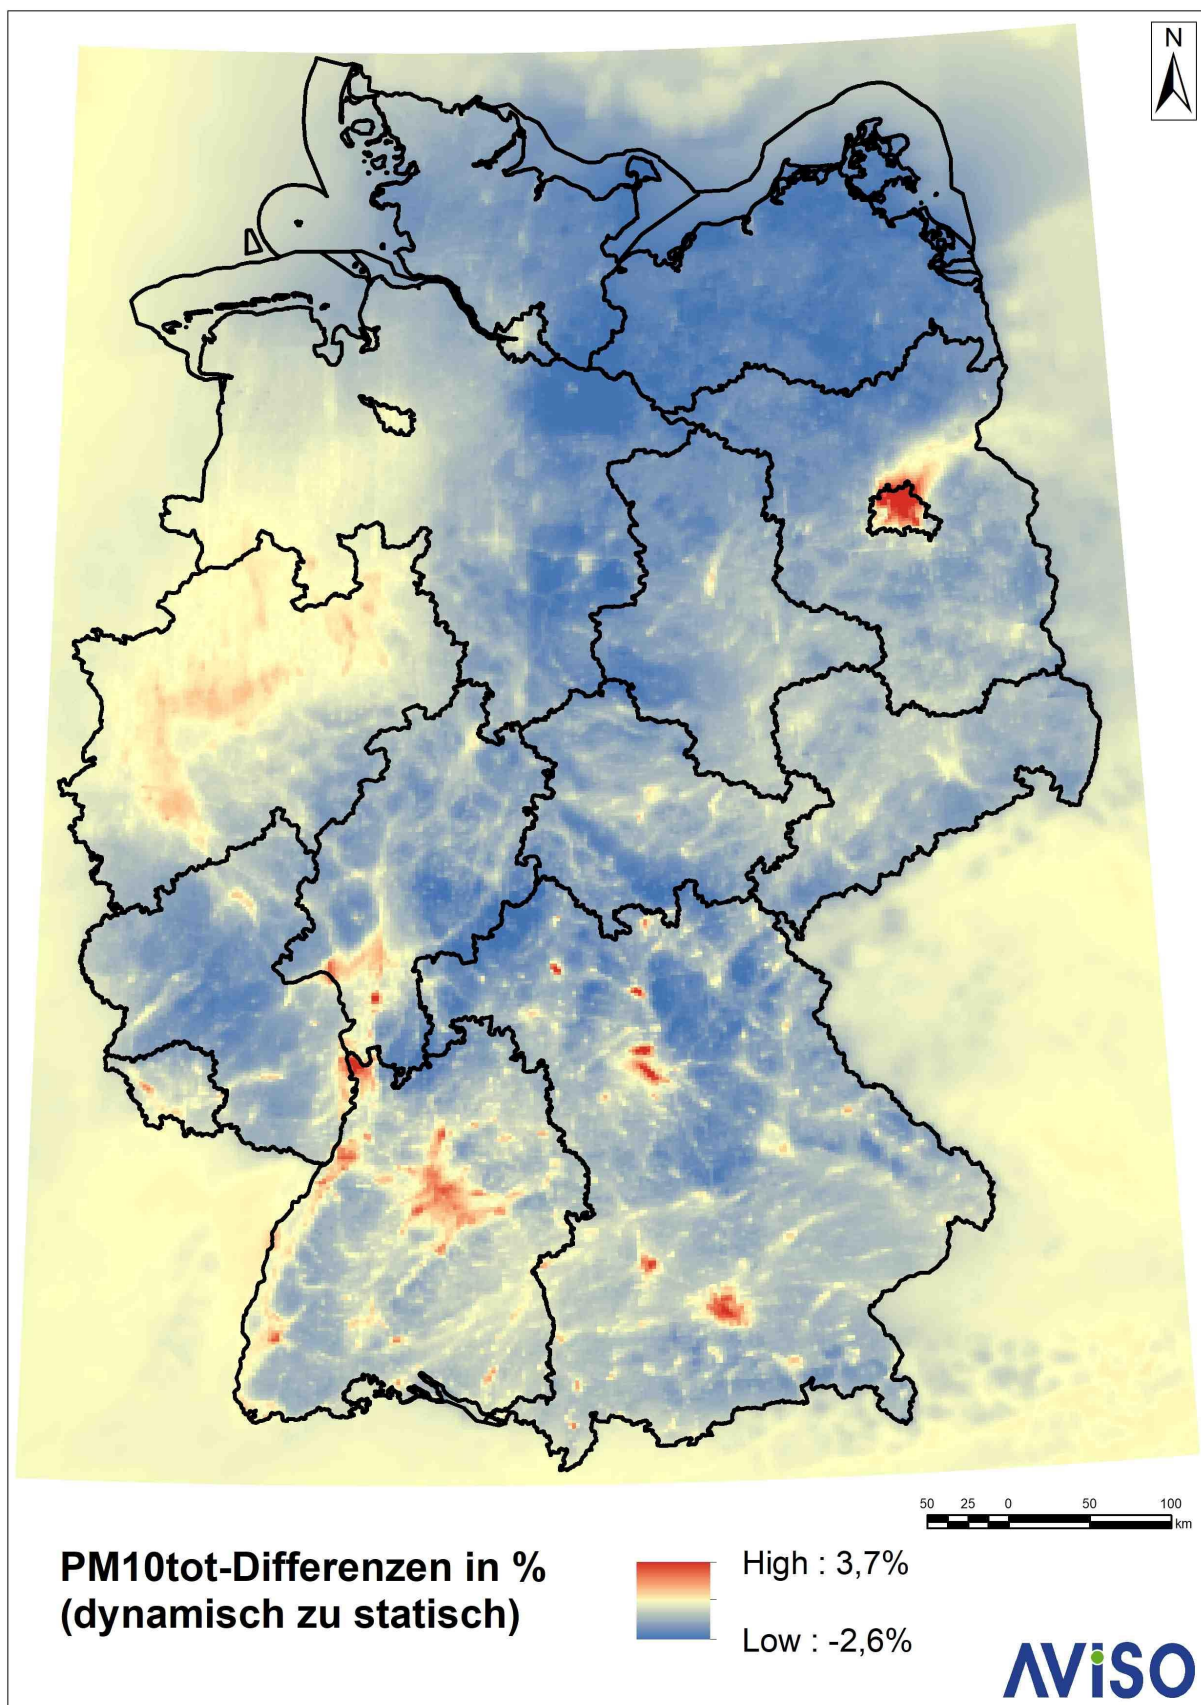 N
50 25 0 50 100
km
PM10tot-Differenzen in %
(dynamisch zu statisch)
High : 3,7%
Low : -2,6%
AViSO